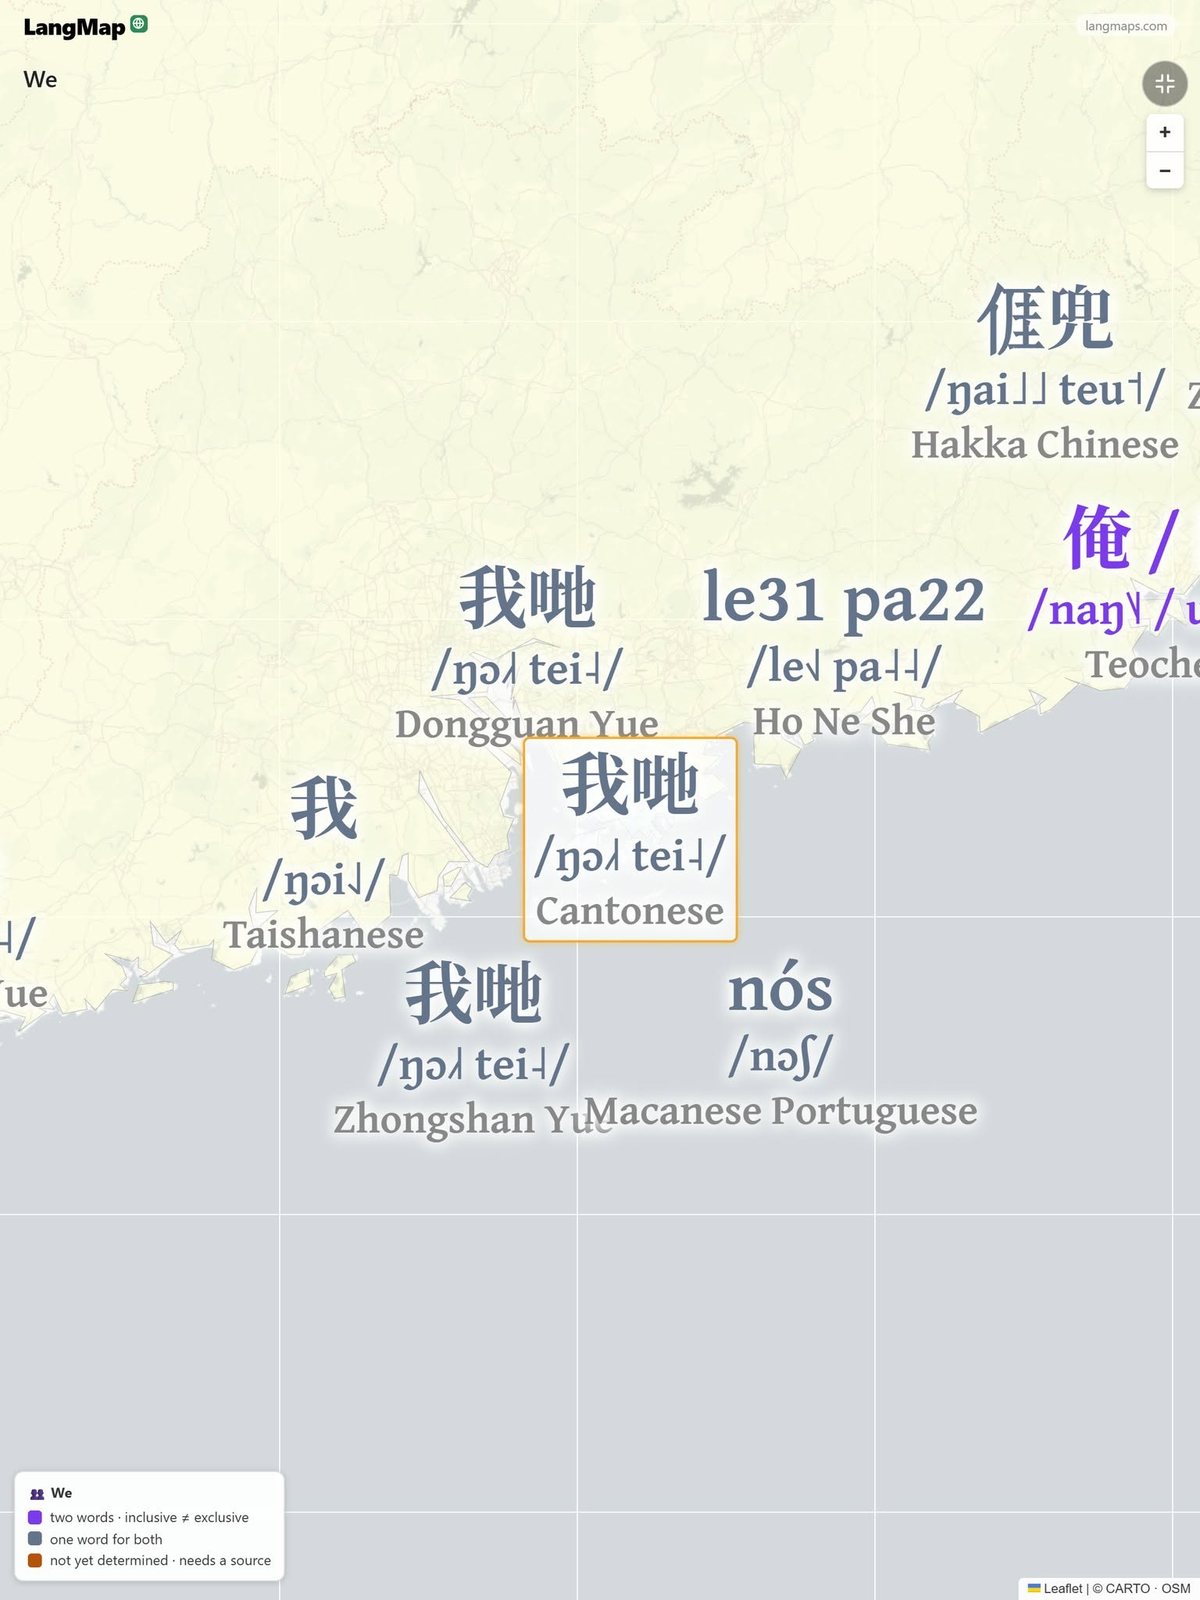 LangMap
langmaps.com
We
+
−
𠊎兜
/ŋai˩˩ teu˧/
Hakka Chinese
俺 /
/naŋ˥˧ /
我哋
/ŋɔ˩˧ tei˨/
Dongguan Yue
le31 pa22
/le˧˩ pa˨˨/
Ho Ne She
我哋
/ŋɔ˩˧ tei˨/
Cantonese
我
/ŋɔi˧˩/
Taishanese
我哋
/ŋɔ˩˧ tei˨/
Zhongshan Yue
nós
/nɔʃ/
Macanese Portuguese
We
two words · inclusive ≠ exclusive
one word for both
not yet determined · needs a source
Leaflet | © CARTO · OSM